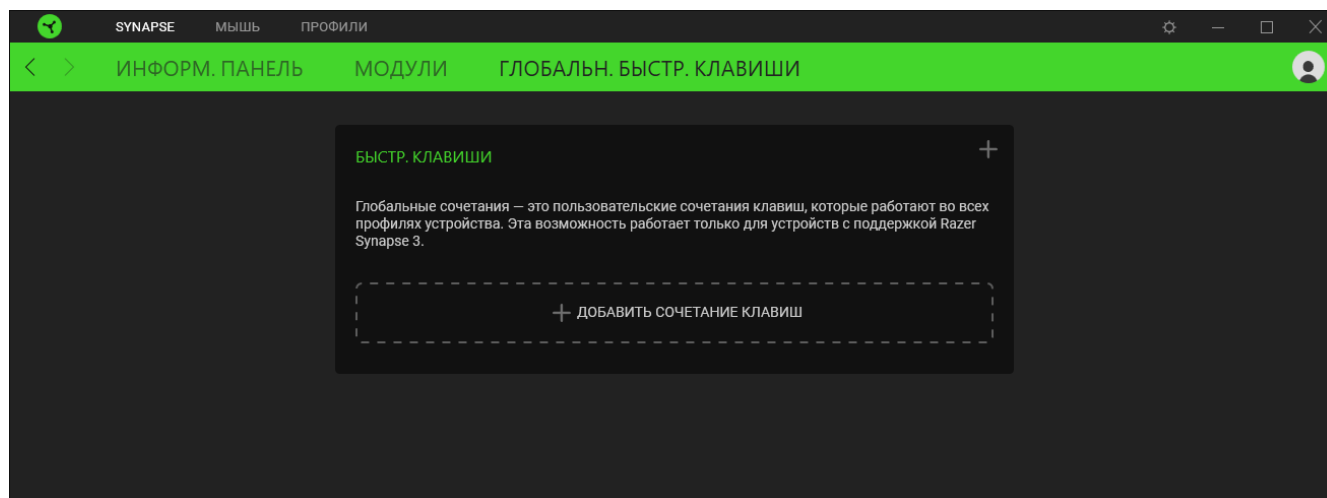 SYNAPSE МЫШЬ ПРОФИЛИ
ИНФОРМ. ПАНЕЛЬ МОДУЛИ ГЛОБАЛЬН. БЫСТР. КЛАВИШИ
БЫСТР. КЛАВИШИ
Глобальные сочетания — это пользовательские сочетания клавиш, которые работают во всех
профилях устройства. Эта возможность работает только для устройств с поддержкой Razer
Synapse 3.
ДОБАВИТЬ СОЧЕТАНИЕ КЛАВИШ